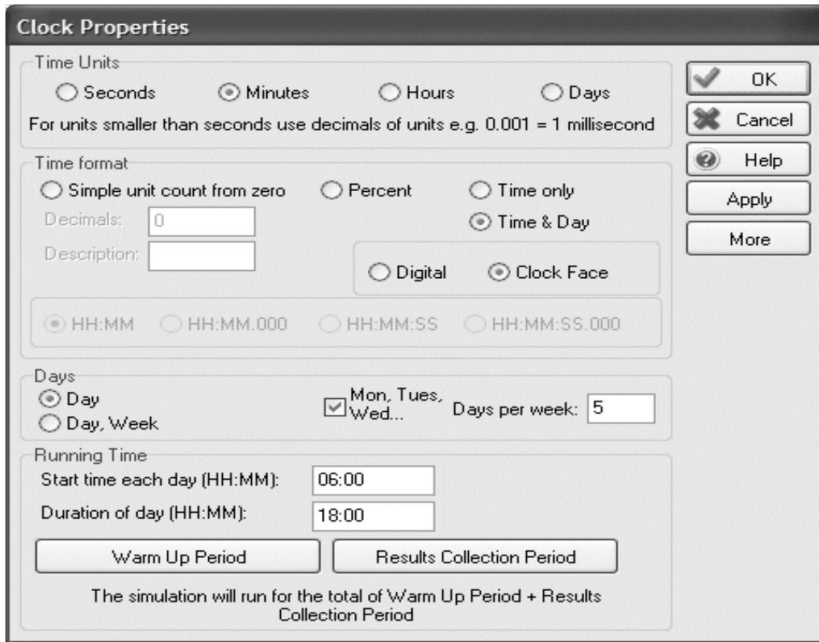 Clock Properties
Time Units
Seconds Minutes Hours Days
For units smaller than seconds use decimals of units e.g. 0.001 = 1 millisecond
OK
Cancel
Help
Apply
More
Time format
Simple unit count from zero Percent Time only
Decimals: 0 Time & Day
Description:
Digital Clock Face
HH:MM HH:MM.000 HH:MM:SS HH:MM:SS.000
Days
Day
Day, Week
Mon, Tues,
Wed...
Days per week: 5
Running Time
Start time each day (HH:MM): 06:00
Duration of day (HH:MM): 18:00
Warm Up Period Results Collection Period
The simulation will run for the total of Warm Up Period + Results
Collection Period